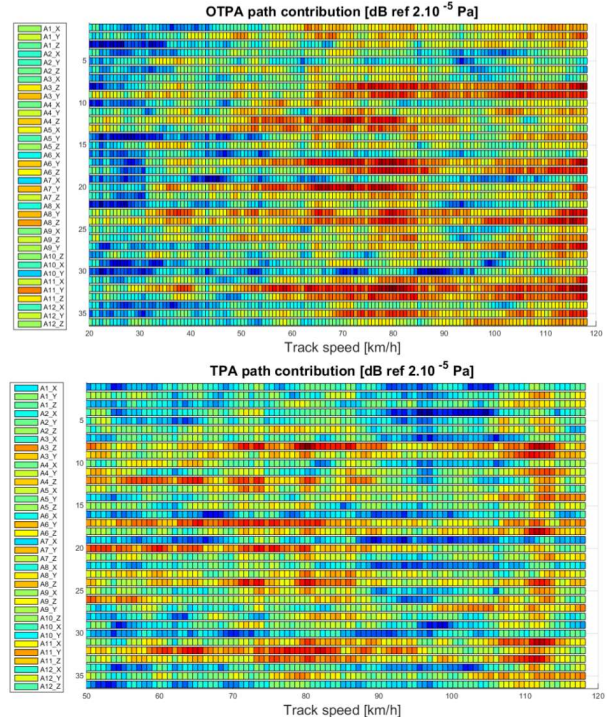 OTPA path contribution [dB ref 2.10 -5 Pa]
A1_X
A1_Y
A1_Z
A2_X
A2_Y
A2_Z
A3_X
A3_Z
A3_Y
A4_X
A4_Y
A4_Z
A5_X
A5_Y
A5_Z
A6_X
A6_Y
A6_Z
A7_X
A7_Y
A7_Z
A8_X
A8_Y
A8_Z
A9_X
A9_Z
A9_Y
A10_Z
A10_X
A10_Y
A11_X
A11_Y
A11_Z
A12_X
A12_Y
A12_Z
5
10
15
20
25
30
35
20 30 40 50 60 70 80 90 100 110 120
Track speed [km/h]
TPA path contribution [dB ref 2.10 -5 Pa]
A1_X
A1_Y
A1_Z
A2_X
A2_Y
A2_Z
A3_X
A3_Z
A3_Y
A4_X
A4_Y
A4_Z
A5_X
A5_Y
A5_Z
A6_X
A6_Y
A6_Z
A7_X
A7_Y
A7_Z
A8_X
A8_Y
A8_Z
A9_X
A9_Z
A9_Y
A10_Z
A10_X
A10_Y
A11_X
A11_Y
A11_Z
A12_X
A12_Y
A12_Z
5
10
15
20
25
30
35
50 60 70 80 90 100 110 120
Track speed [km/h]